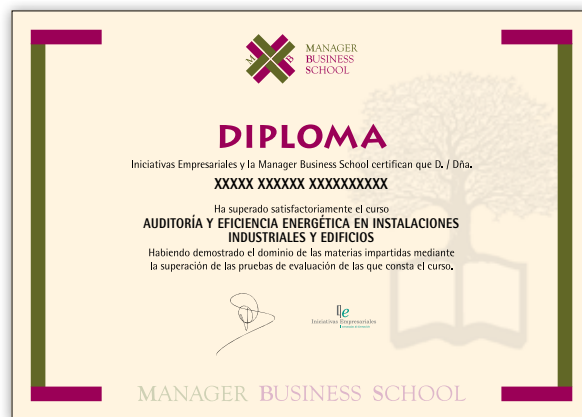 M B
MANAGER
BUSINESS
SCHOOL
DIPLOMA
Iniciativas Empresariales y la Manager Business School certifican que D. / Dña.
XXXXX XXXXXX XXXXXXXXXX
Ha superado satisfactoriamente el curso
AUDITORÍA Y EFICIENCIA ENERGÉTICA EN INSTALACIONES
INDUSTRIALES Y EDIFICIOS
Habiendo demostrado el dominio de las materias impartidas mediante
la superación de las pruebas de evaluación de las que consta el curso.
Ie
Iniciativas Empresariales
MANAGER BUSINESS SCHOOL